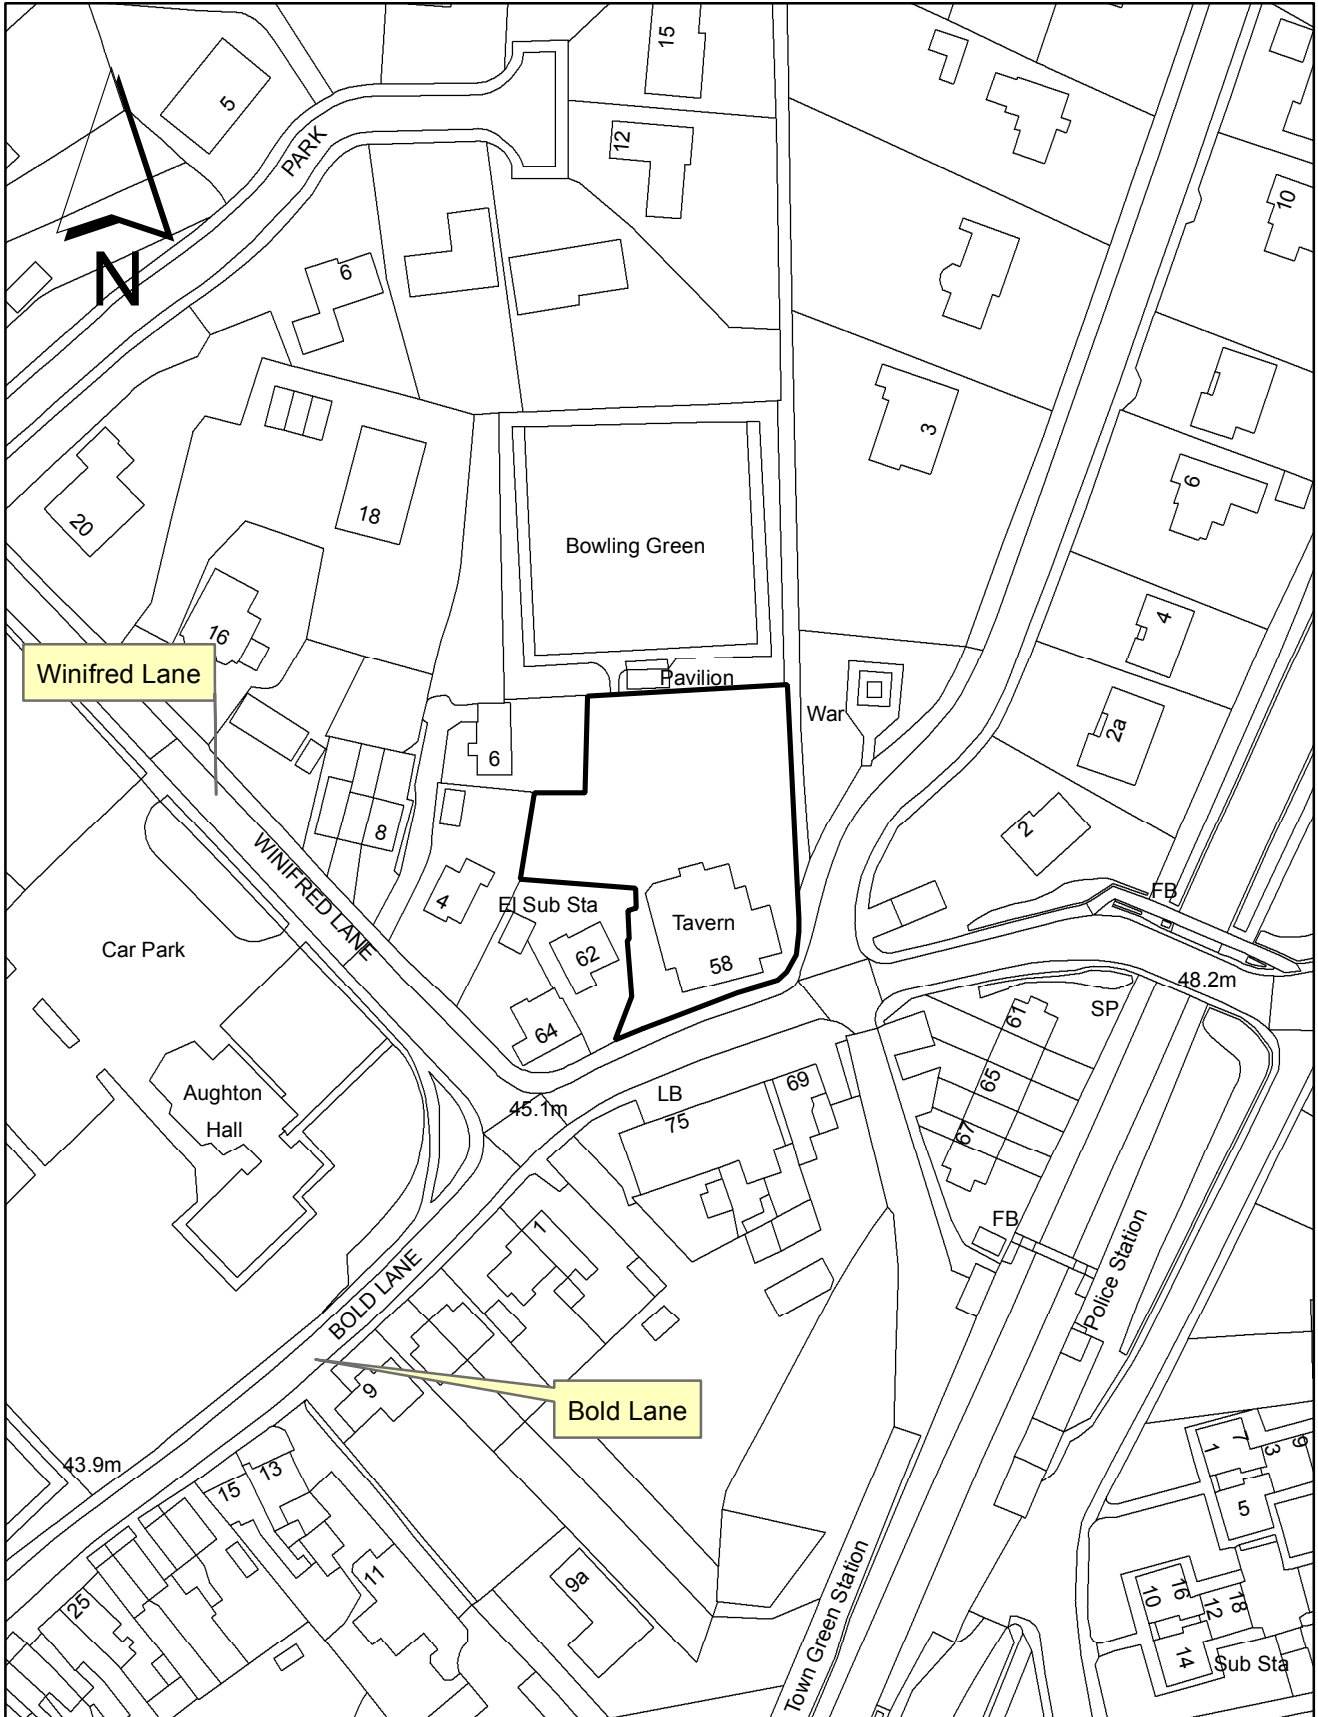 15
5
12
PARK
10
N
6
3
6
20
18
Bowling Green
4
16
Winifred Lane
Pavilion
War
2a
6
8
2
WINIFRED LANE
4
El Sub Sta
FB
Tavern
Car Park
62
58
48.2m
SP
61
64
Aughton
Hall
45.1m
LB
75
69
65
67
FB
1
Police Station
BOLD LANE
9
Bold Lane
43.9m
13
15
1
7
3
9
5
11
9a
25
Town Green Station
10
16
12
18
14
Sub Sta